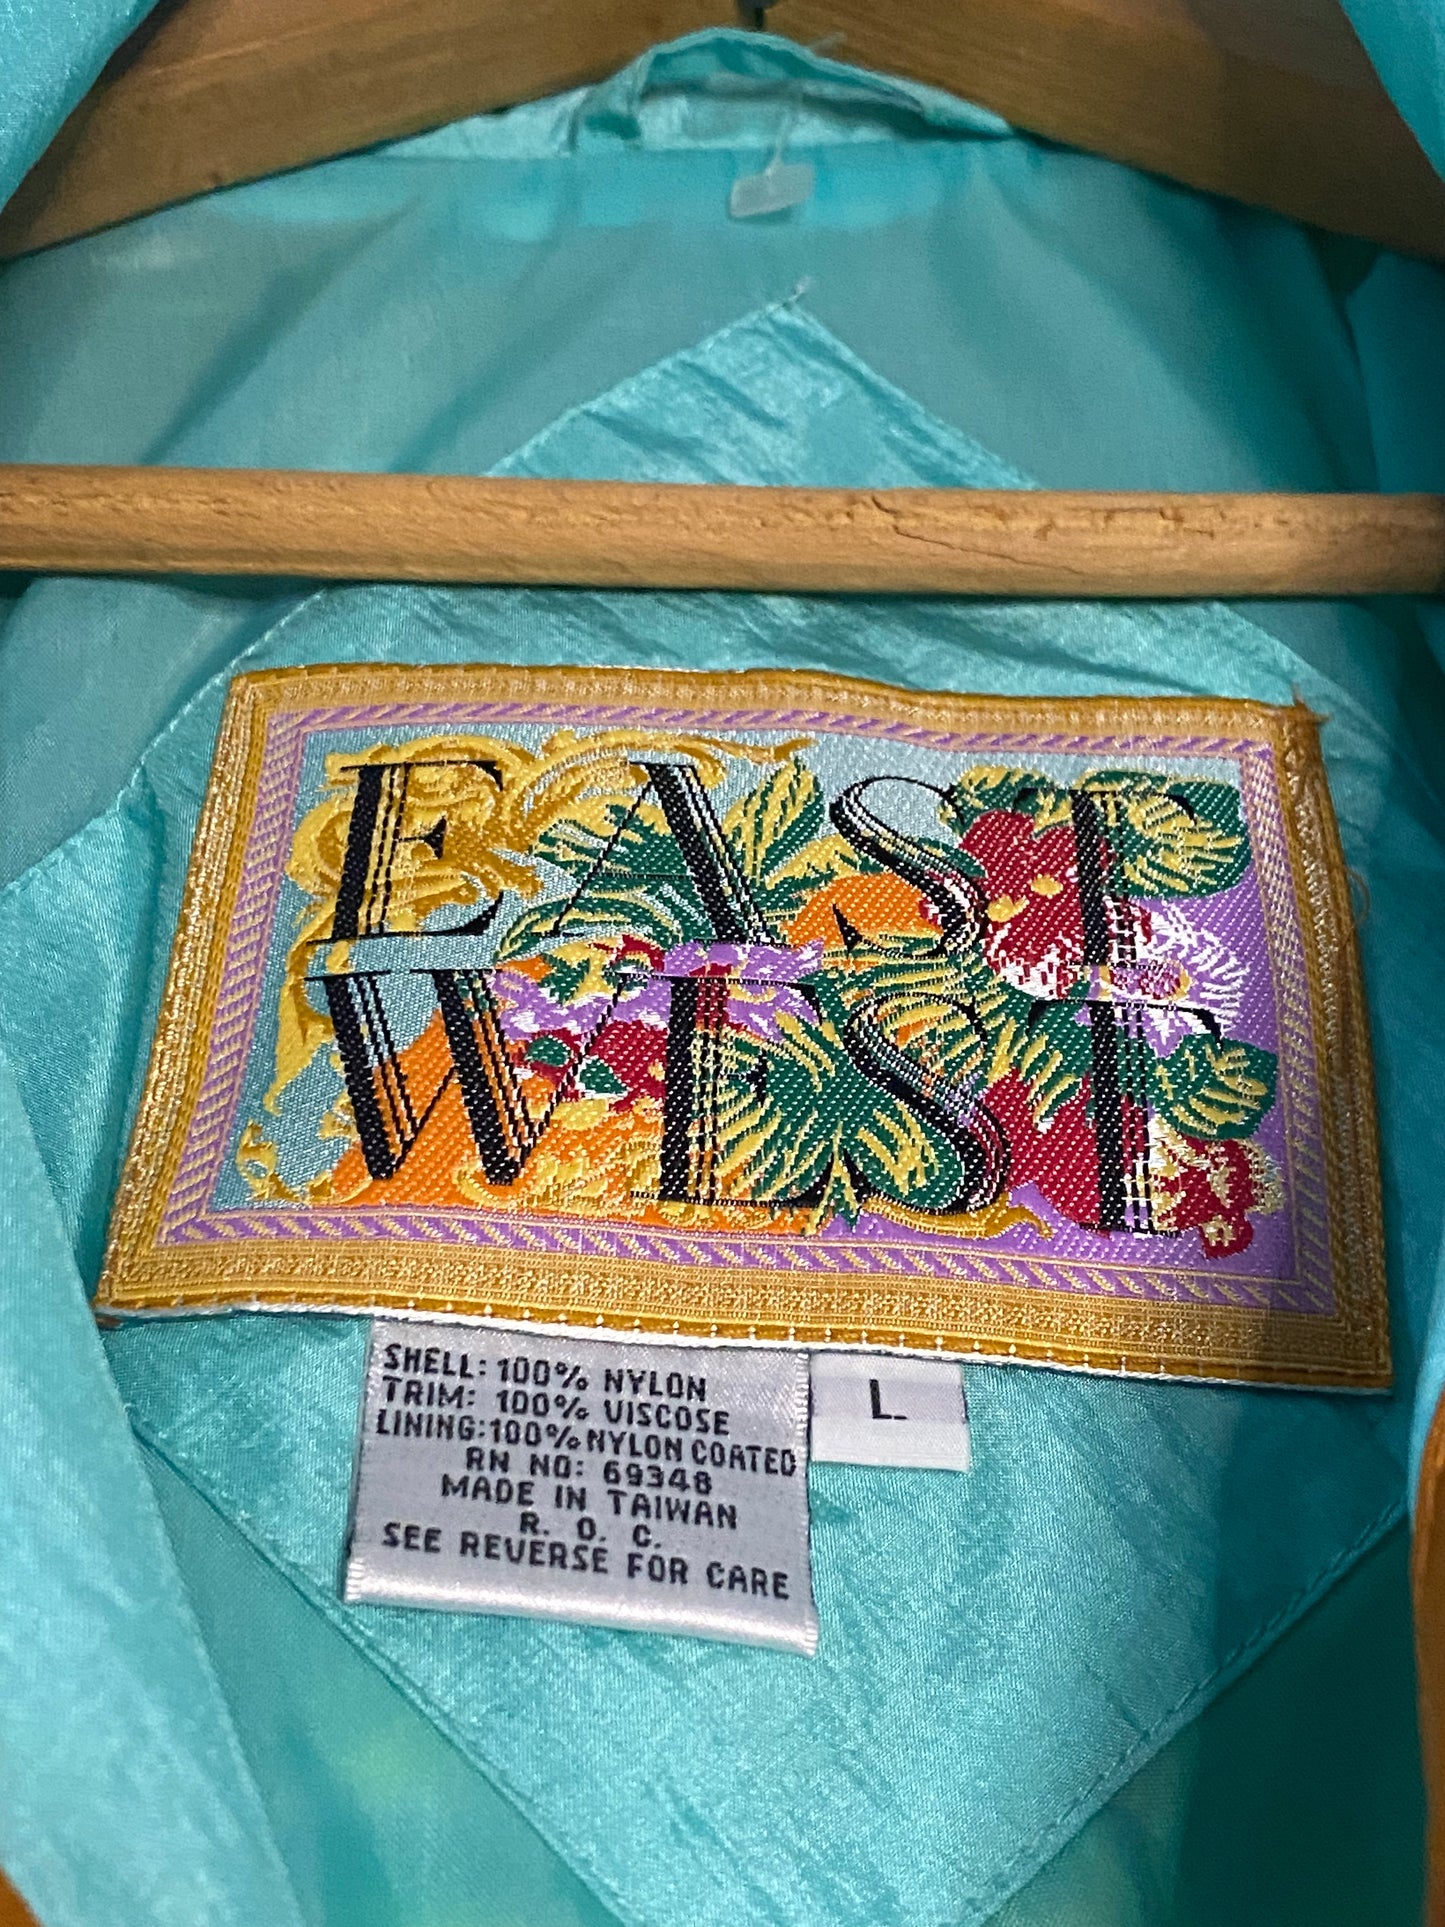 EAST
WEST
SHELL: 100% NYLON
TRIM: 100% VISCOSE
LINING:100% NYLON COATED
RN NO: 69348
MADE IN TAIWAN
R. O. C.
SEE REVERSE FOR CARE
L